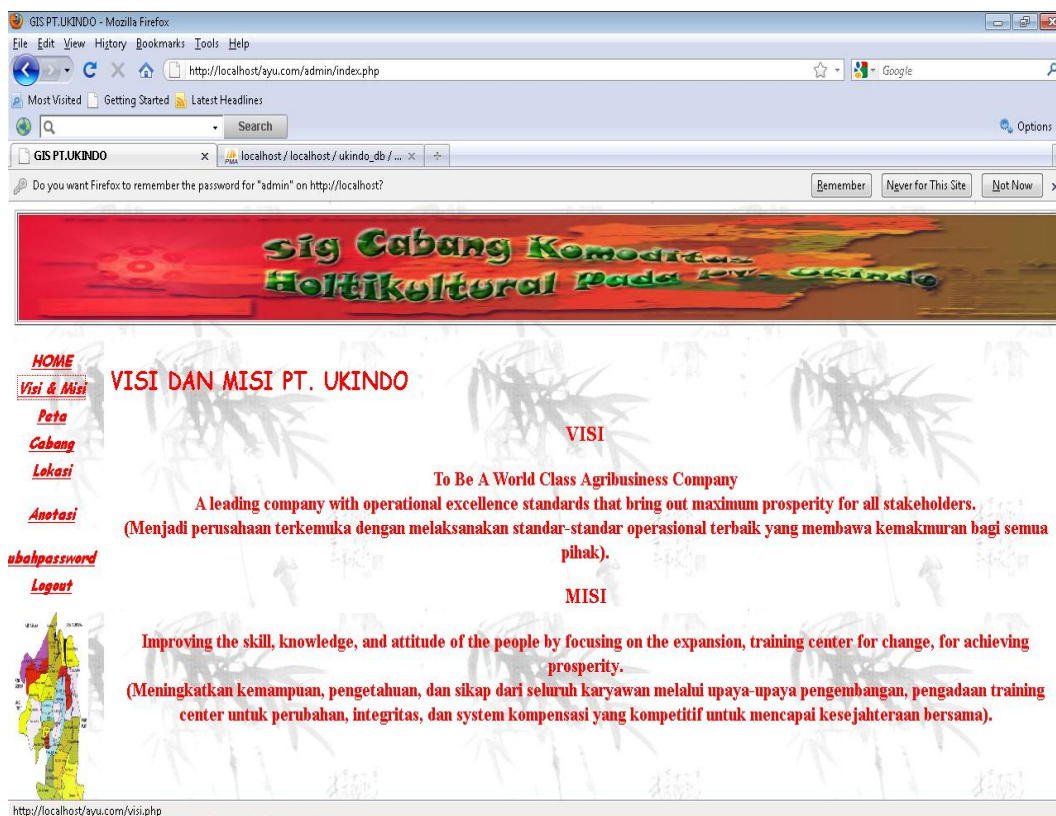 GIS PT.UKINDO - Mozilla Firefox
File Edit View History Bookmarks Tools Help
http://localhost/ayu.com/admin/index.php
Google
Most Visited Getting Started Latest Headlines
Search
Options
GIS PT.UKINDO
localhost / localhost / ukindo_db / ...
Do you want Firefox to remember the password for "admin" on http://localhost?
Remember Never for This Site Not Now
Sig Cabang Komoditas
Holtikultural Pada PT. Ukindo
HOME
Visi & Misi
Peta
Cabang
Lokasi
Anotasi
ubahpassword
Logout
VISI DAN MISI PT. UKINDO
VISI
To Be A World Class Agribusiness Company
A leading company with operational excellence standards that bring out maximum prosperity for all stakeholders.
(Menjadi perusahaan terkemuka dengan melaksanakan standar-standar operasional terbaik yang membawa kemakmuran bagi semua
pihak).
MISI
Improving the skill, knowledge, and attitude of the people by focusing on the expansion, training center for change, for achieving
prosperity.
(Meningkatkan kemampuan, pengetahuan, dan sikap dari seluruh karyawan melalui upaya-upaya pengembangan, pengadaan training
center untuk perubahan, integritas, dan system kompensasi yang kompetitif untuk mencapai kesejahteraan bersama).
http://localhost/ayu.com/visi.php